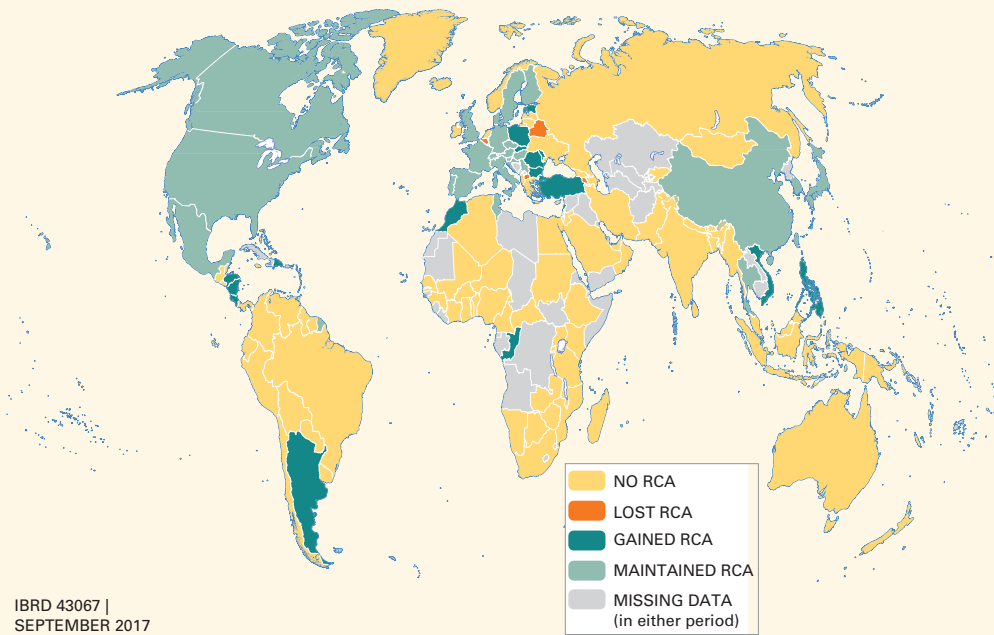 NO RCA
LOST RCA
GAINED RCA
MAINTAINED RCA
MISSING DATA
(in either period)
IBRD 43067 |
SEPTEMBER 2017